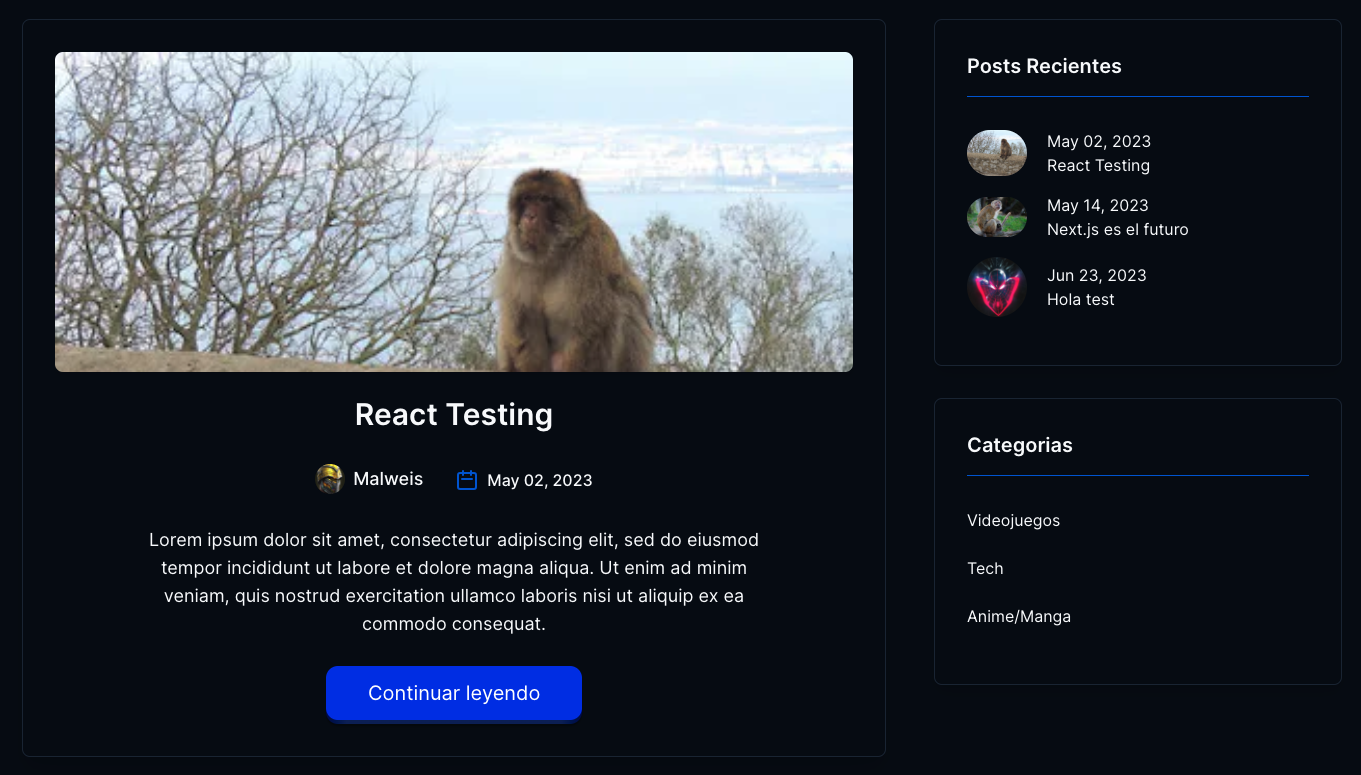 React Testing
Malweis
May 02, 2023
Lorem ipsum dolor sit amet, consectetur adipiscing elit, sed do eiusmod
tempor incididunt ut labore et dolore magna aliqua. Ut enim ad minim
veniam, quis nostrud exercitation ullamco laboris nisi ut aliquip ex ea
commodo consequat.
Continuar leyendo
Posts Recientes
May 02, 2023
React Testing
May 14, 2023
Next.js es el futuro
Jun 23, 2023
Hola test
Categorias
Videojuegos
Tech
Anime/Manga